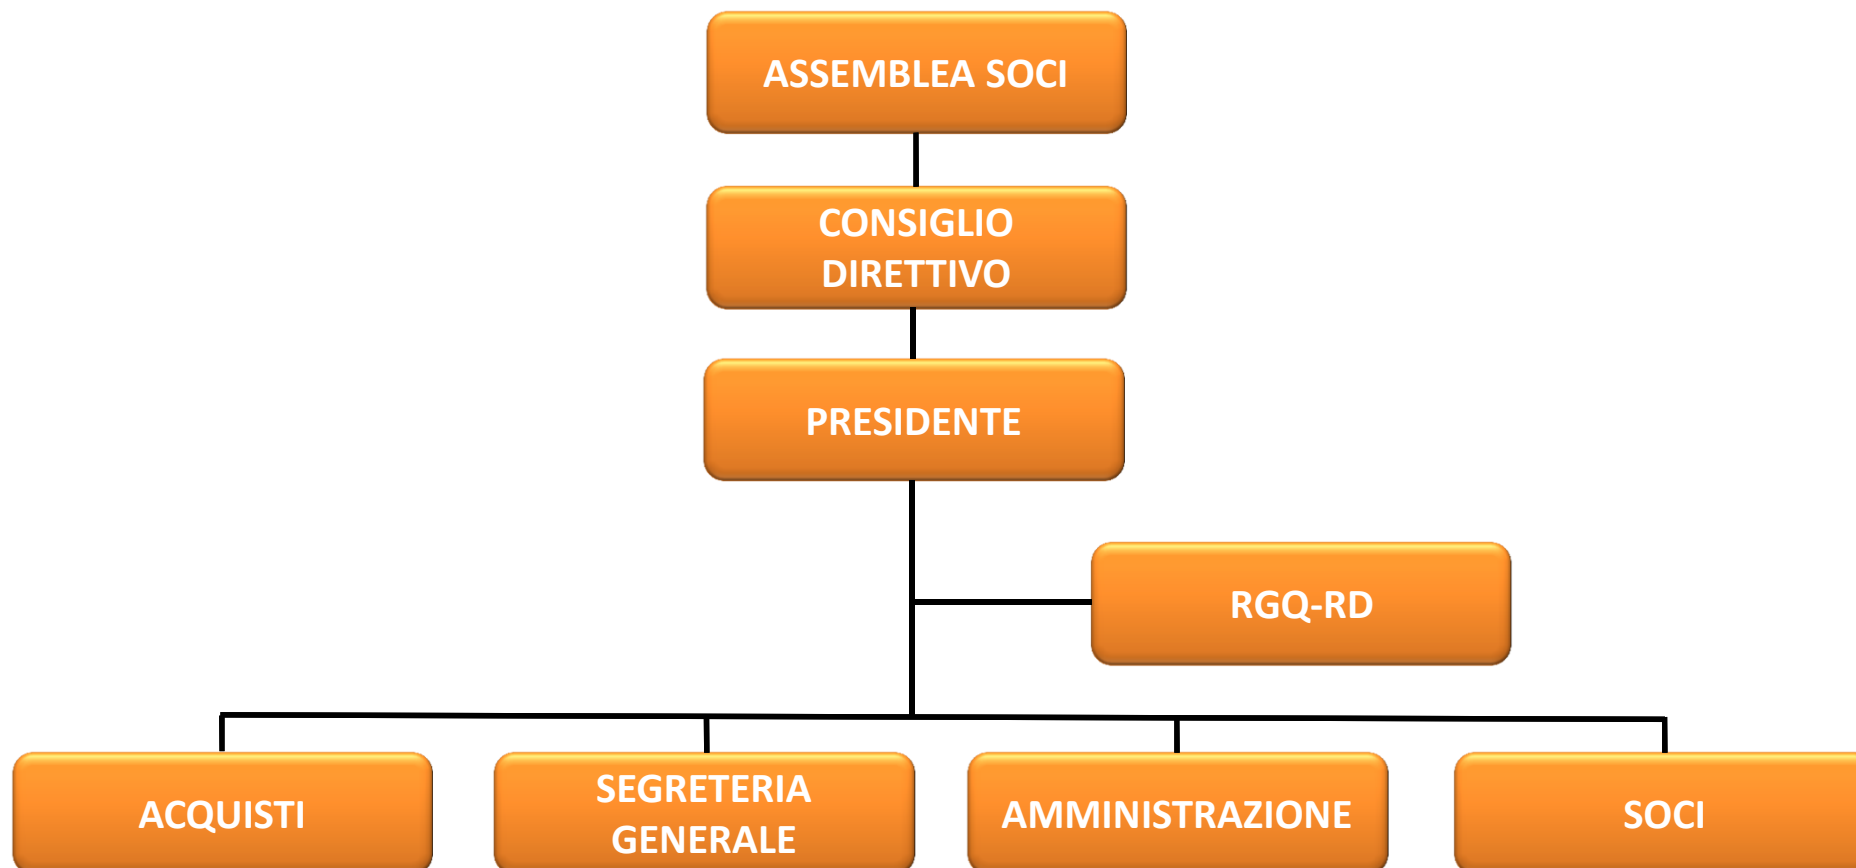 ASSEMBLEA SOCI
CONSIGLIO
DIRETTIVO
PRESIDENTE
RGQ-RD
ACQUISTI
SEGRETERIA
GENERALE
AMMINISTRAZIONE
SOCI